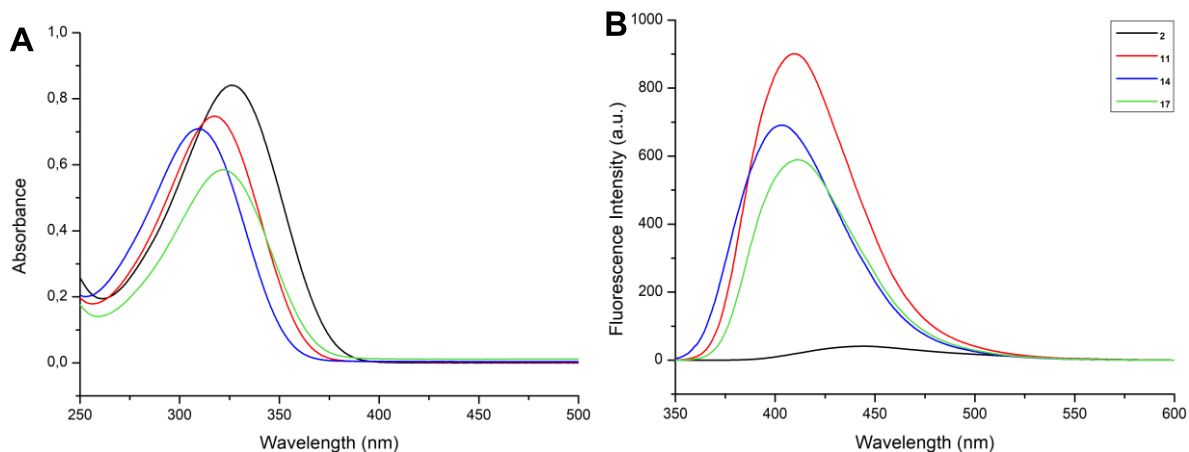 A
Absorbance
1,0
0,8
0,6
0,4
0,2
0,0
250 300 350 400 450 500
Wavelength (nm)
B
Fluorescence Intensity (a.u.)
1000
800
600
400
200
0
350 400 450 500 550 600
Wavelength (nm)
2
11
14
17